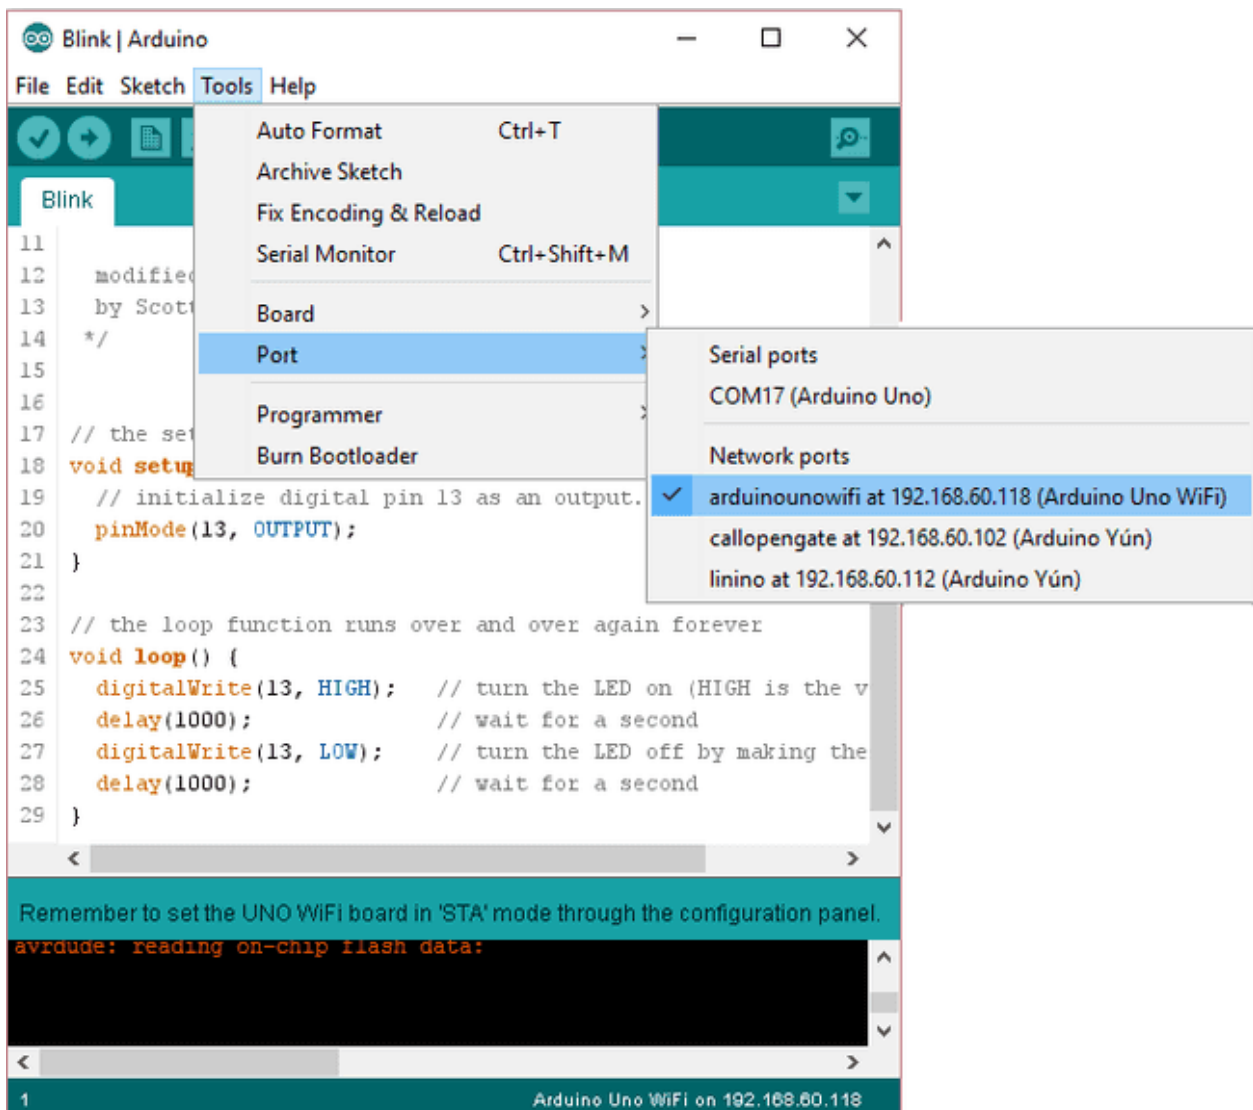 Blink | Arduino
File Edit Sketch Tools Help
Auto Format Ctrl+T
Archive Sketch
Fix Encoding & Reload
Serial Monitor Ctrl+Shift+M
Board
Port
Programmer
Burn Bootloader
Serial ports
COM17 (Arduino Uno)
Network ports
arduinounowifi at 192.168.60.118 (Arduino Uno WiFi)
callopengate at 192.168.60.102 (Arduino Yún)
linino at 192.168.60.112 (Arduino Yún)
Blink
11
12 modified
13 by Scott
14 */
15
16
17 // the set
18 void setup
19 // initialize digital pin 13 as an output.
20 pinMode(13, OUTPUT);
21 }
22
23 // the loop function runs over and over again forever
24 void loop() {
25 digitalWrite(13, HIGH); // turn the LED on (HIGH is the v
26 delay(1000); // wait for a second
27 digitalWrite(13, LOW); // turn the LED off by making the
28 delay(1000); // wait for a second
29 }
Remember to set the UNO WiFi board in 'STA' mode through the configuration panel.
avrdude: reading on-chip flash data:
1 Arduino Uno WiFi on 192.168.60.118